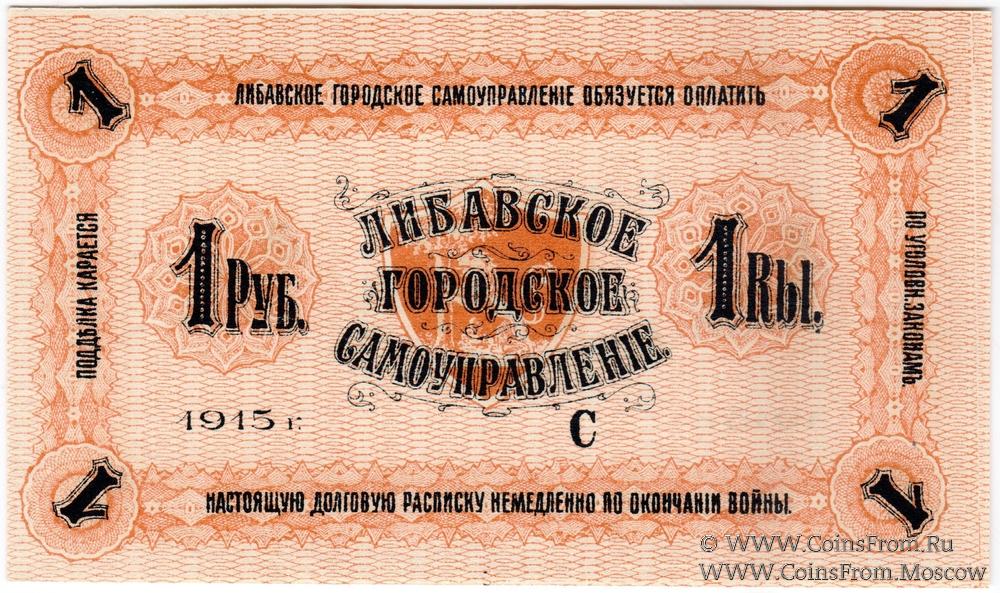 1
1
ЛИБАВСКОЕ ГОРОДСКОЕ САМОУПРАВЛЕНІЕ ОБЯЗУЕТСЯ ОПЛАТИТЬ
ПОДДѢЛКА КАРАЕТСЯ
ПО УГОЛОВН. ЗАКОНАМЪ.
ЛИБАВСКОЕ
ГОРОДСКОЕ
САМОУПРАВЛЕНІЕ.
1 РУБ.
1 Rbl.
1915 г.
С
НАСТОЯЩУЮ ДОЛГОВУЮ РАСПИСКУ НЕМЕДЛЕННО ПО ОКОНЧАНІИ ВОЙНЫ.
1
1
© WWW.CoinsFrom.Ru
WWW.CoinsFrom.Moscow